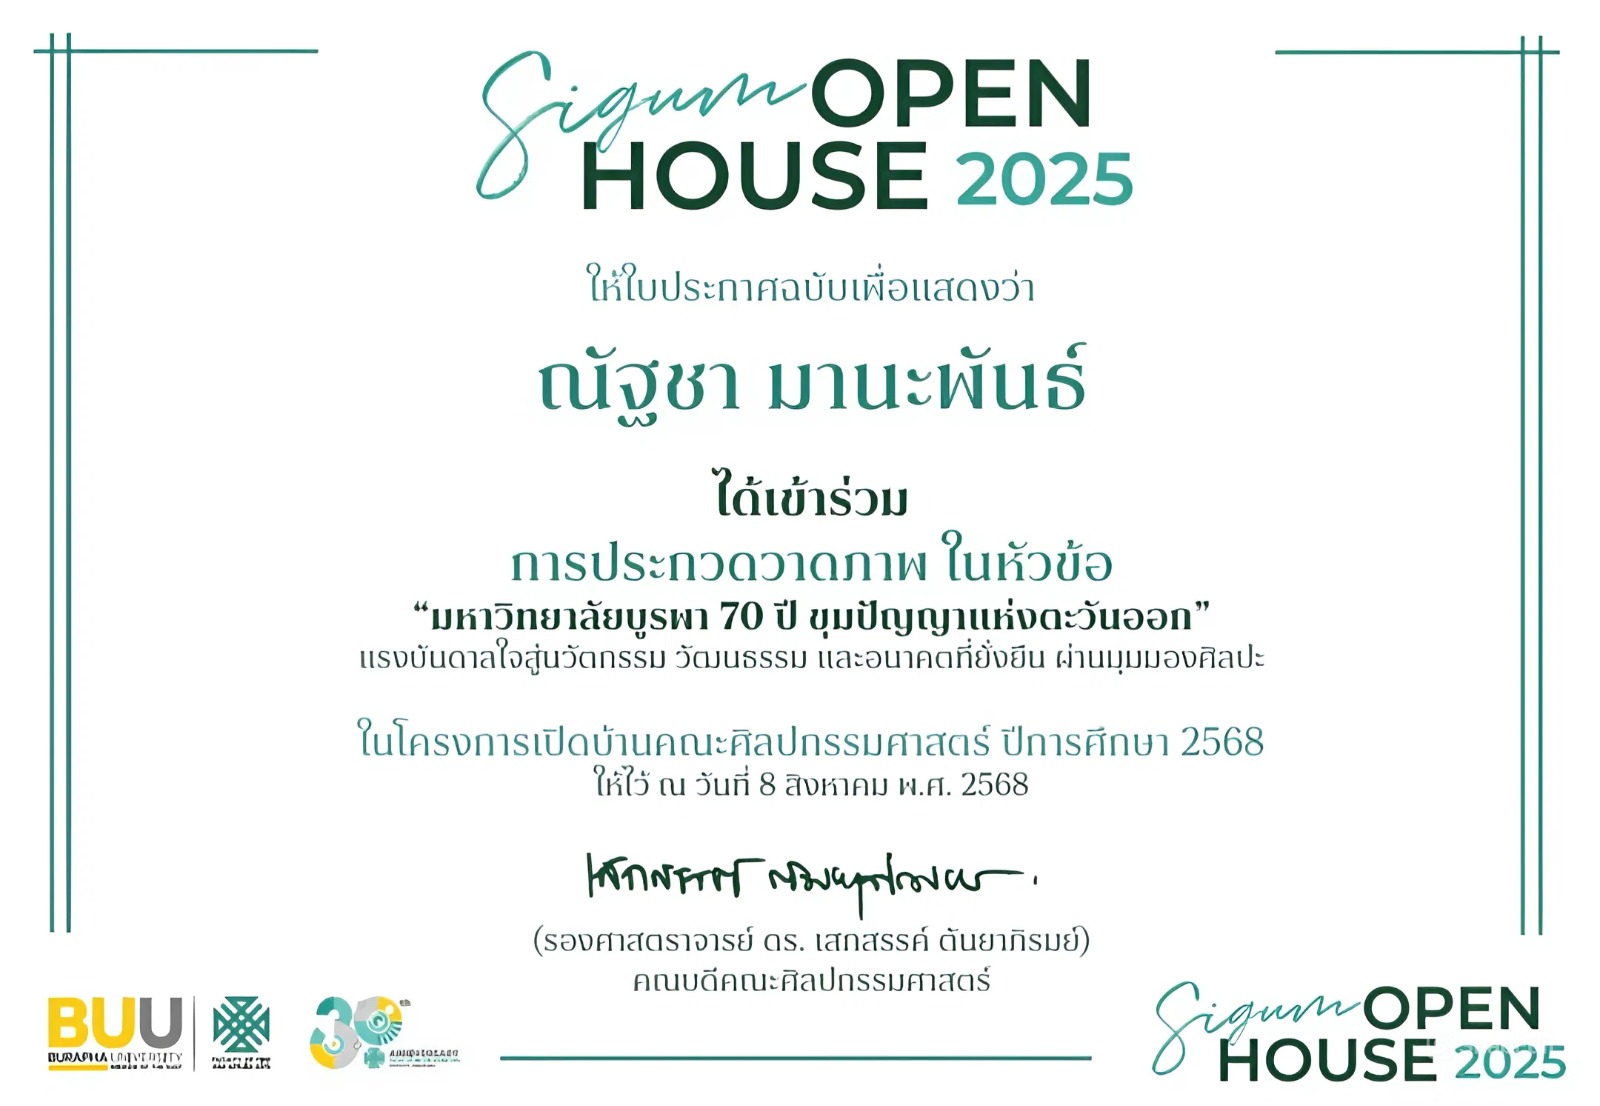 Sigum OPEN
HOUSE 2025
ให้ใบประกาศฉบับเพื่อแสดงว่า
ณัฐชา มานะพันธ์
ได้เข้าร่วม
การประกวดวาดภาพ ในหัวข้อ
“มหาวิทยาลัยบูรพา 70 ปี ขุมปัญญาแห่งตะวันออก”
แรงบันดาลใจสู่นวัตกรรม วัฒนธรรม และอนาคตที่ยั่งยืน ผ่านมุมมองศิลปะ
ในโครงการเปิดบ้านคณะศิลปกรรมศาสตร์ ปีการศึกษา 2568
ให้ไว้ ณ วันที่ 8 สิงหาคม พ.ศ. 2568
(รองศาสตราจารย์ ดร. เสกสรรค์ ตันยาภิรมย์)
คณบดีคณะศิลปกรรมศาสตร์
BUU
BURAPHA UNIVERSITY
30th
Sigum OPEN
HOUSE 2025